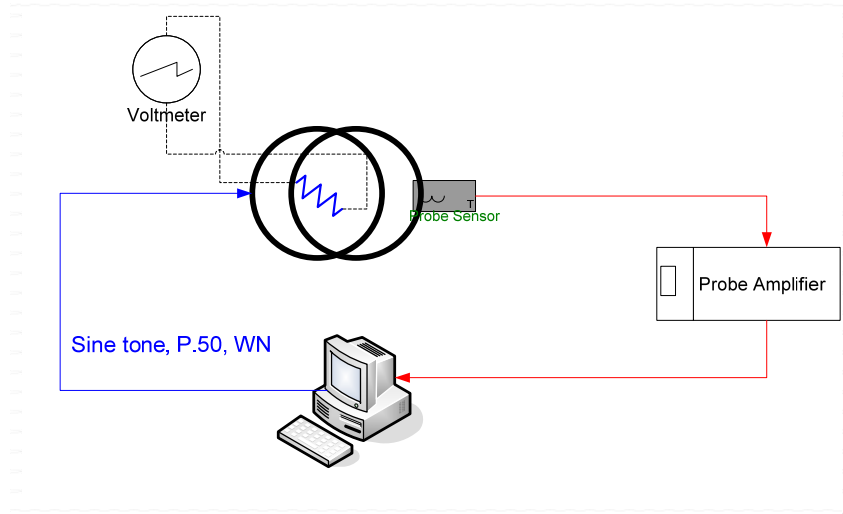 Voltmeter
T
Probe Sensor
Probe Amplifier
Sine tone, P.50, WN